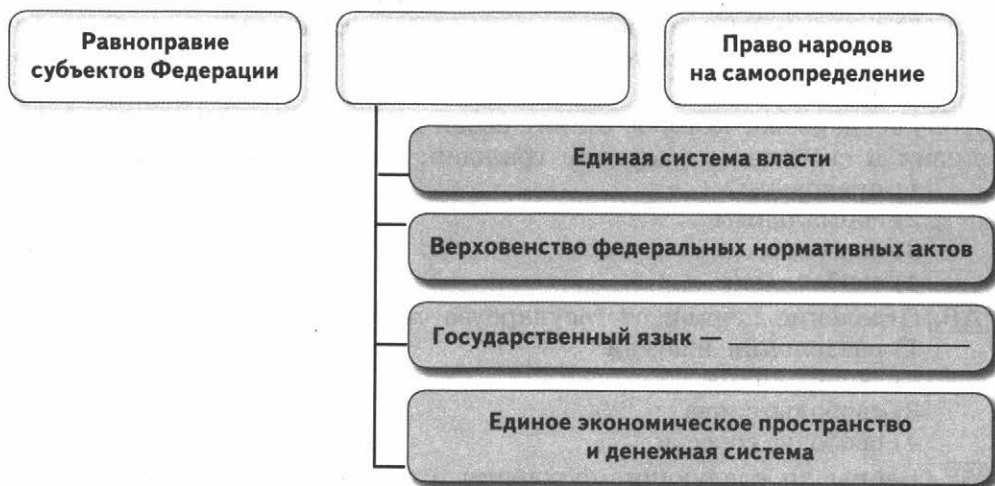 Равноправие
субъектов Федерации
Право народов
на самоопределение
Единая система власти
Верховенство федеральных нормативных актов
Государственный язык — ____________________
Единое экономическое пространство
и денежная система